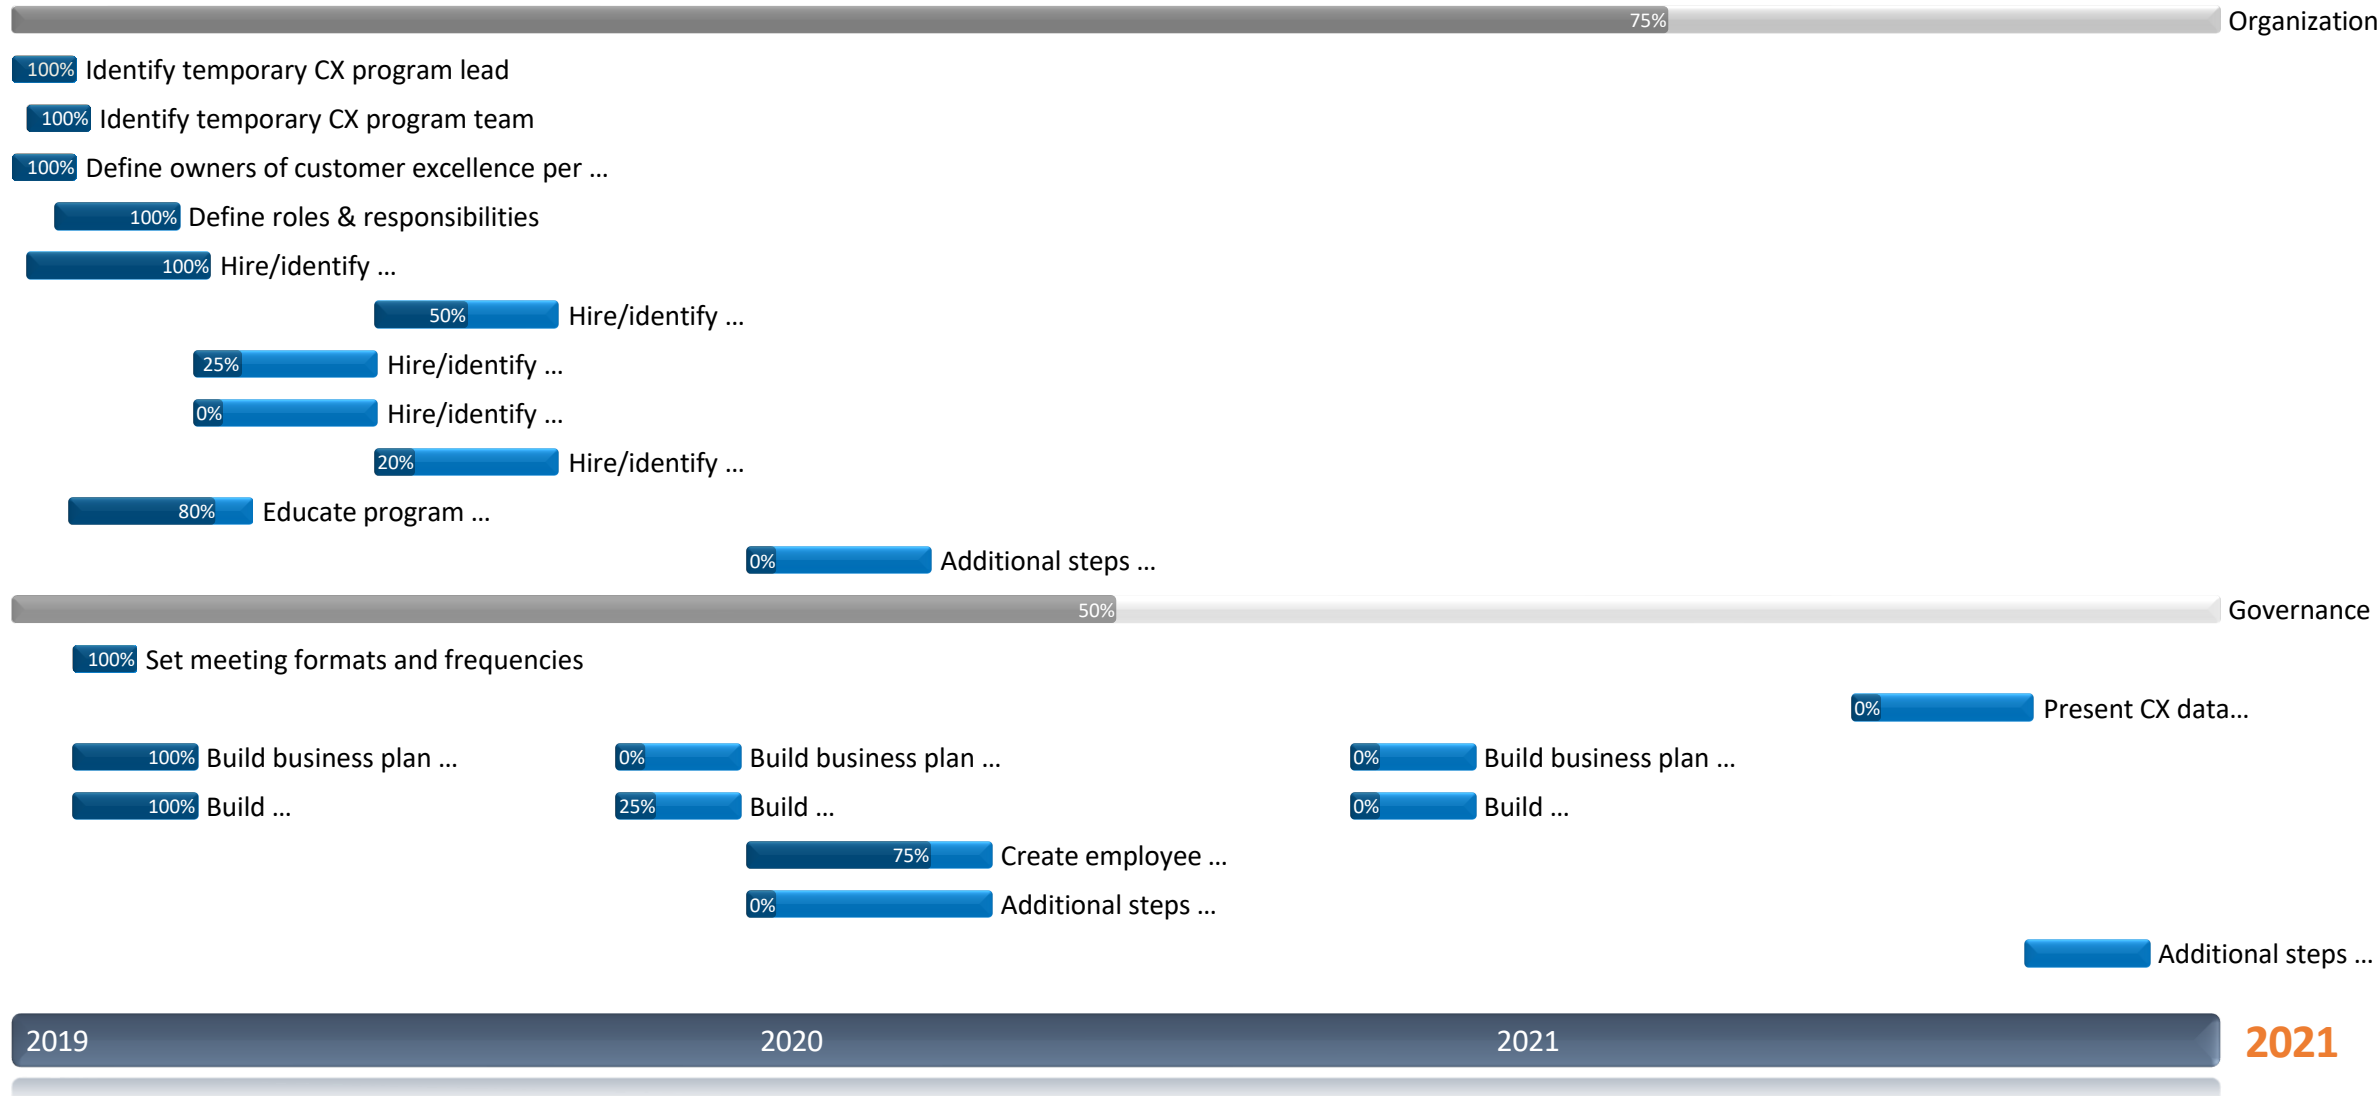 75% Organization
100% Identify temporary CX program lead
100% Identify temporary CX program team
100% Define owners of customer excellence per ...
100% Define roles & responsibilities
100% Hire/identify ...
50% Hire/identify ...
25% Hire/identify ...
0% Hire/identify ...
20% Hire/identify ...
80% Educate program ...
0% Additional steps ...
50% Governance
100% Set meeting formats and frequencies
0% Present CX data...
100% Build business plan ... 0% Build business plan ... 0% Build business plan ...
100% Build ... 25% Build ... 0% Build ...
75% Create employee ...
0% Additional steps ...
Additional steps ...
2019 2020 2021 2021